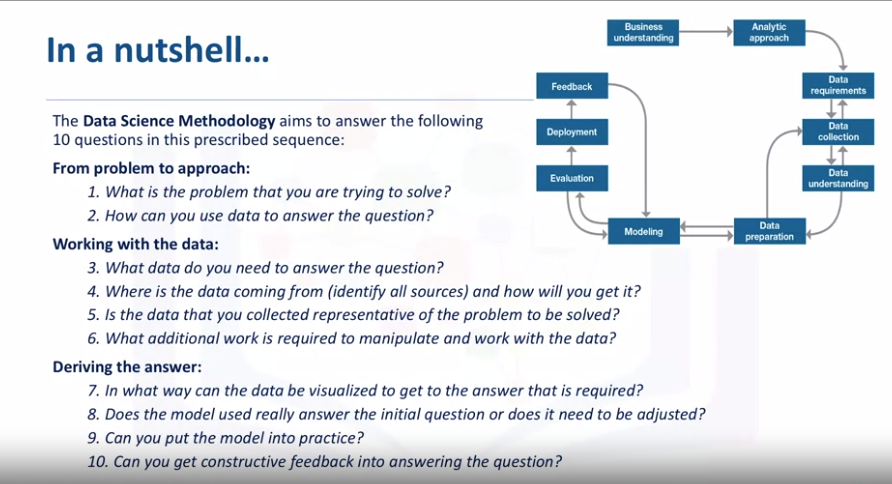 In a nutshell...
The Data Science Methodology aims to answer the following
10 questions in this prescribed sequence:
From problem to approach:
1. What is the problem that you are trying to solve?
2. How can you use data to answer the question?
Working with the data:
3. What data do you need to answer the question?
4. Where is the data coming from (identify all sources) and how will you get it?
5. Is the data that you collected representative of the problem to be solved?
6. What additional work is required to manipulate and work with the data?
Deriving the answer:
7. In what way can the data be visualized to get to the answer that is required?
8. Does the model used really answer the initial question or does it need to be adjusted?
9. Can you put the model into practice?
10. Can you get constructive feedback into answering the question?
Business
understanding
Analytic
approach
Data
requirements
Data
collection
Data
understanding
Data
preparation
Modeling
Evaluation
Deployment
Feedback